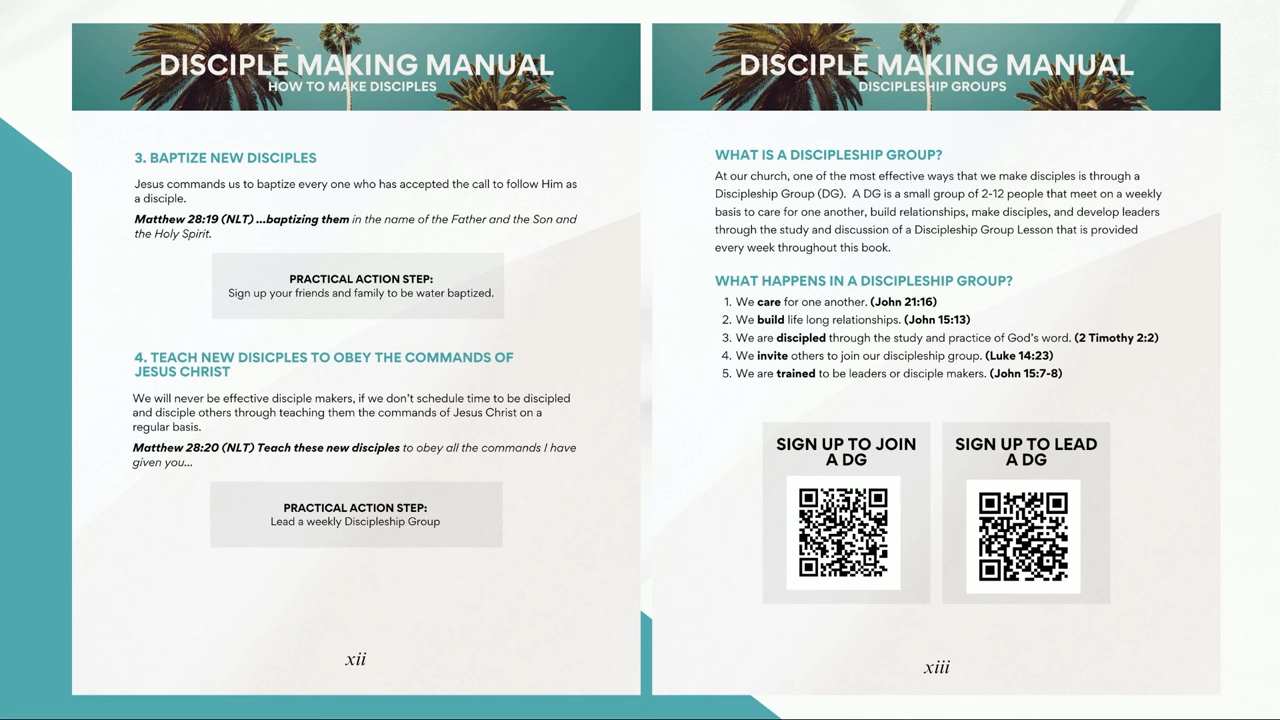 DISCIPLE MAKING MANUAL
HOW TO MAKE DISCIPLES
3. BAPTIZE NEW DISCIPLES
Jesus commands us to baptize every one who has accepted the call to follow Him as
a disciple.
Matthew 28:19 (NLT) ...baptizing them in the name of the Father and the Son and
the Holy Spirit.
PRACTICAL ACTION STEP:
Sign up your friends and family to be water baptized.
4. TEACH NEW DISICPLES TO OBEY THE COMMANDS OF
JESUS CHRIST
We will never be effective disciple makers, if we don't schedule time to be discipled
and disciple others through teaching them the commands of Jesus Christ on a
regular basis.
Matthew 28:20 (NLT) Teach these new disciples to obey all the commands I have
given you...
PRACTICAL ACTION STEP:
Lead a weekly Discipleship Group
xii
DISCIPLE MAKING MANUAL
DISCIPLESHIP GROUPS
WHAT IS A DISCIPLESHIP GROUP?
At our church, one of the most effective ways that we make disciples is through a
Discipleship Group (DG).  A DG is a small group of 2-12 people that meet on a weekly
basis to care for one another, build relationships, make disciples, and develop leaders
through the study and discussion of a Discipleship Group Lesson that is provided
every week throughout this book.
WHAT HAPPENS IN A DISCIPLESHIP GROUP?
1. We care for one another. (John 21:16)
2. We build life long relationships. (John 15:13)
3. We are discipled through the study and practice of God's word. (2 Timothy 2:2)
4. We invite others to join our discipleship group. (Luke 14:23)
5. We are trained to be leaders or disciple makers. (John 15:7-8)
SIGN UP TO JOIN
A DG
SIGN UP TO LEAD
A DG
xiii